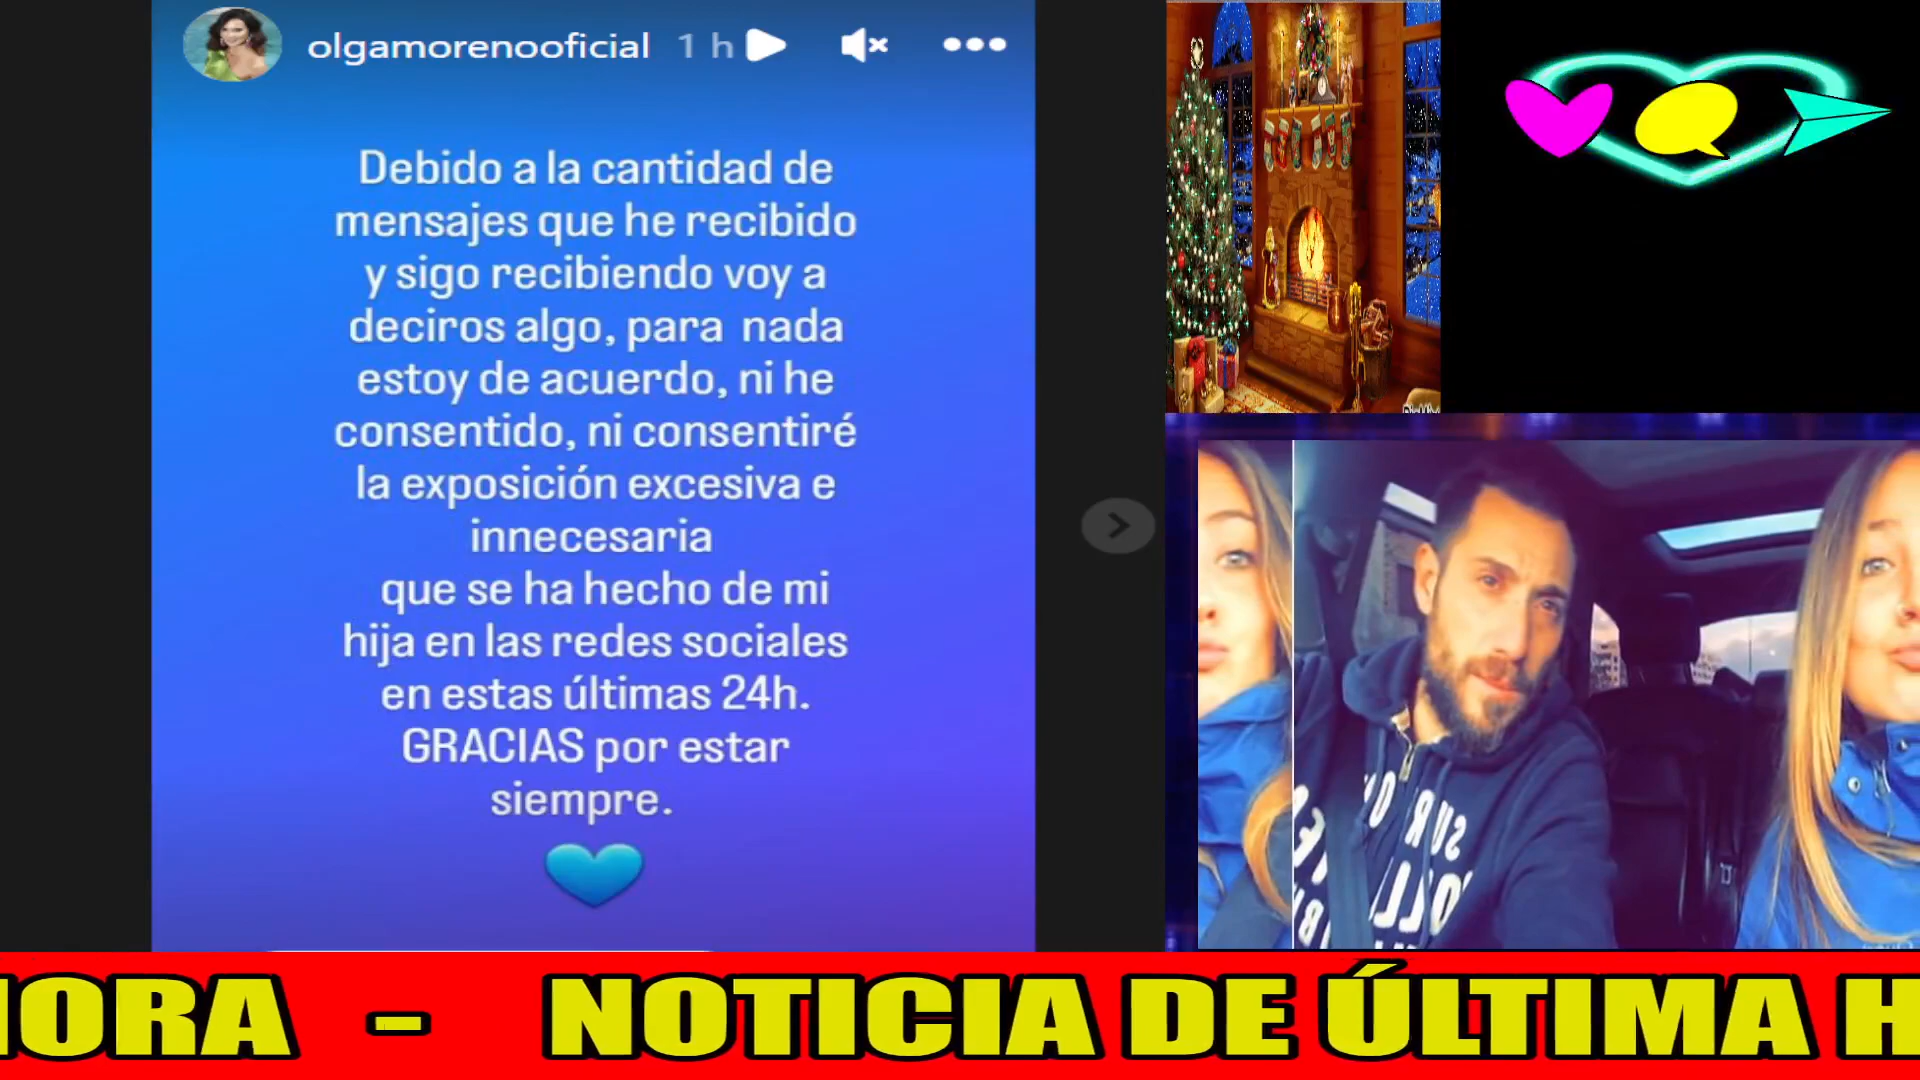 olgamorenooficial 1 h
Debido a la cantidad de
mensajes que he recibido
y sigo recibiendo voy a
deciros algo, para nada
estoy de acuerdo, ni he
consentido, ni consentiré
la exposición excesiva e
innecesaria
que se ha hecho de mi
hija en las redes sociales
en estas últimas 24h.
GRACIAS por estar
siempre.
HORA - NOTICIA DE ÚLTIMA H